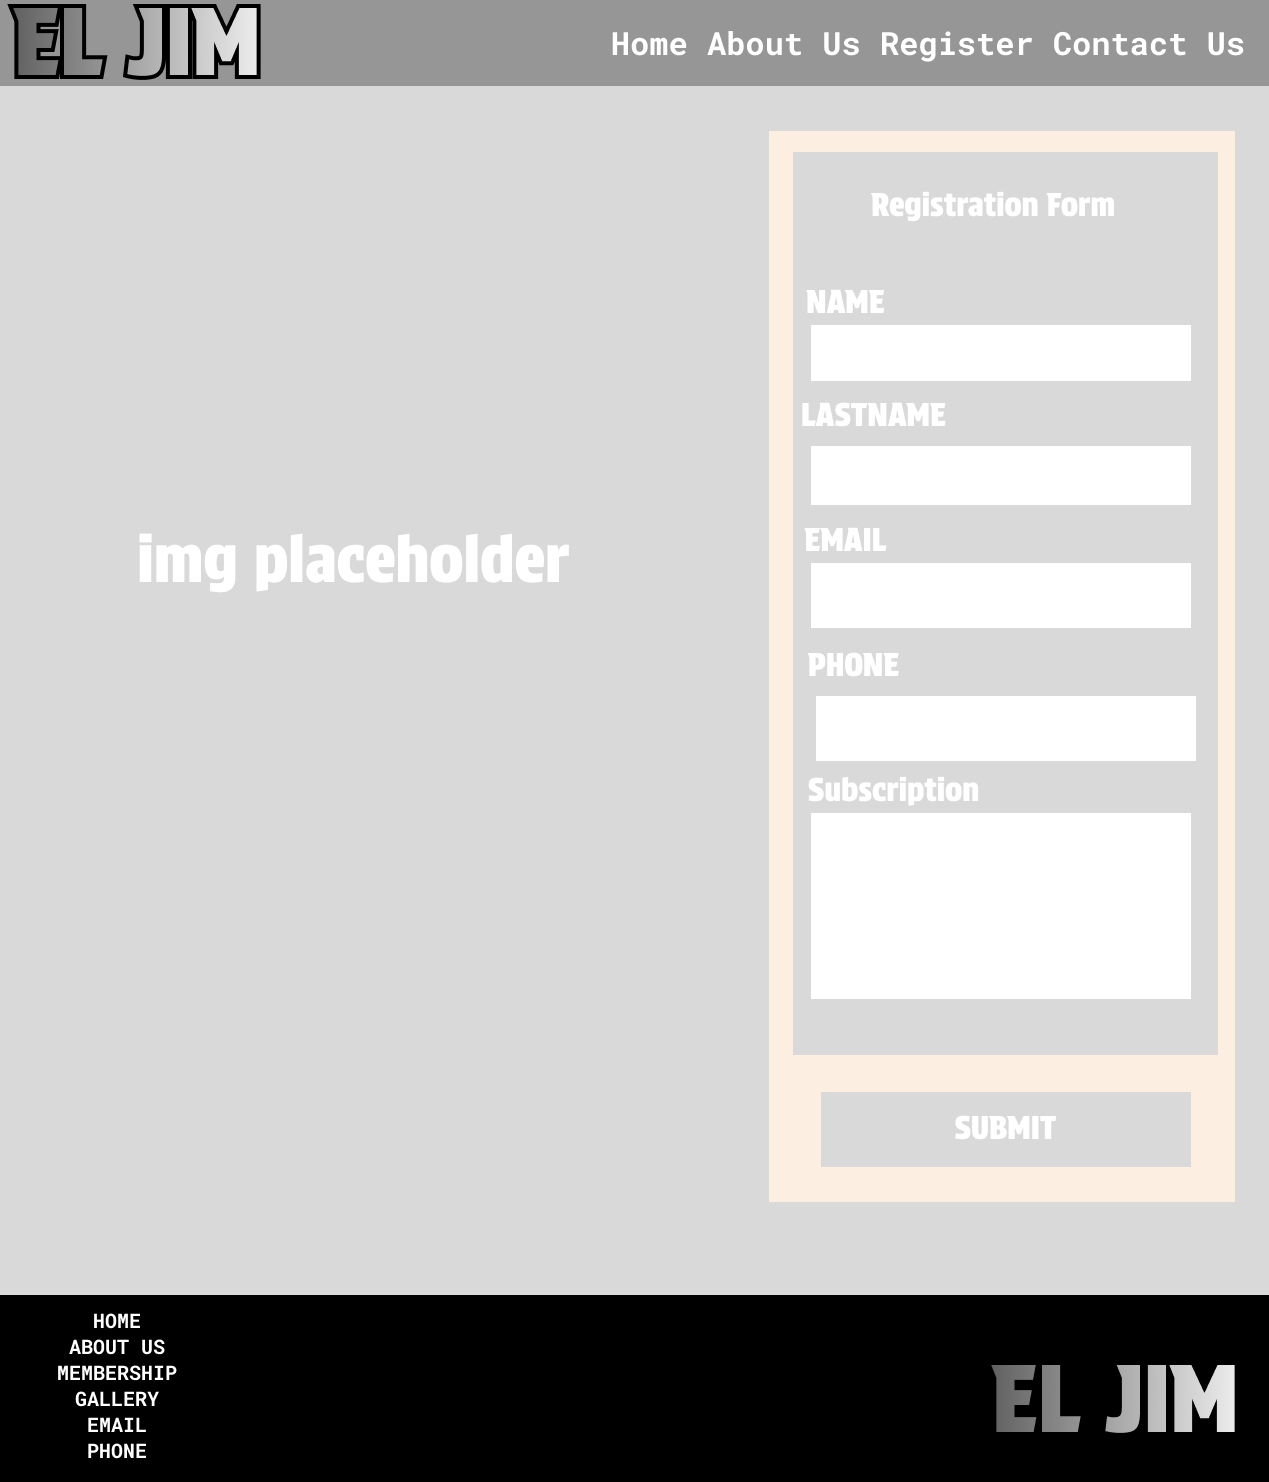 EL JIM
Home About Us Register Contact Us
Registration Form
NAME
LASTNAME
EMAIL
img placeholder
PHONE
Subscription
SUBMIT
HOME
ABOUT US
MEMBERSHIP
GALLERY
EMAIL
PHONE
EL JIM